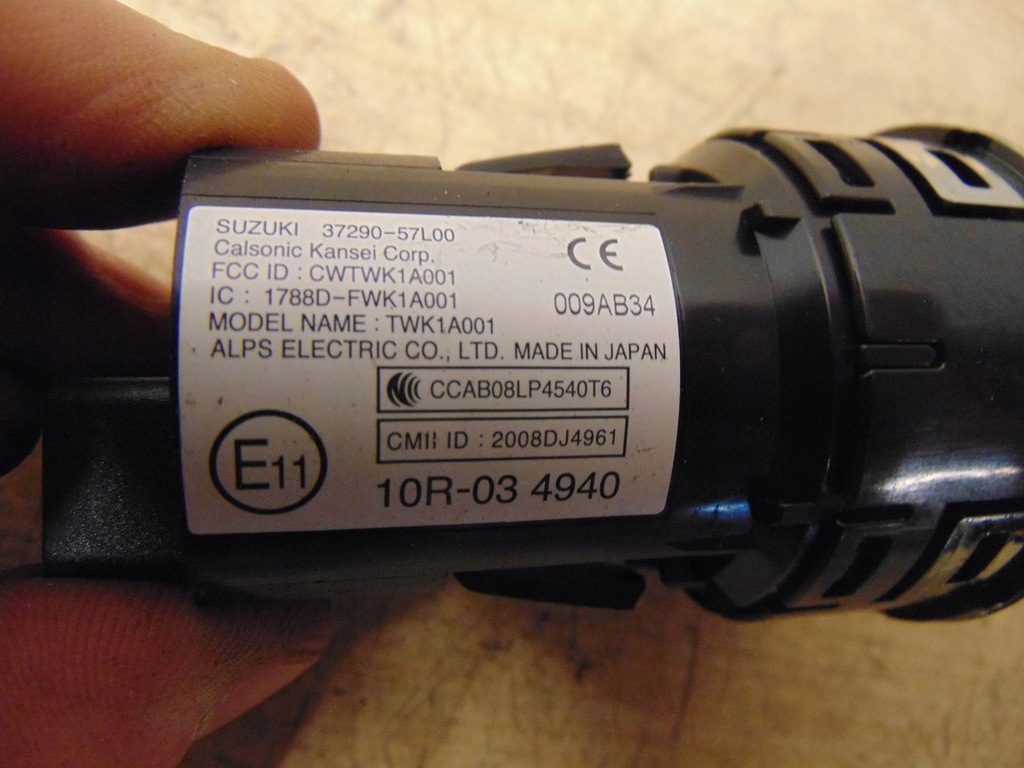 SUZUKI 37290-57L00
Calsonic Kansei Corp.
FCC ID : CWTWK1A001
IC : 1788D-FWK1A001
MODEL NAME : TWK1A001
ALPS ELECTRIC CO., LTD. MADE IN JAPAN
CE
009AB34
CCAB08LP4540T6
CMII ID : 2008DJ4961
E11
10R-03 4940